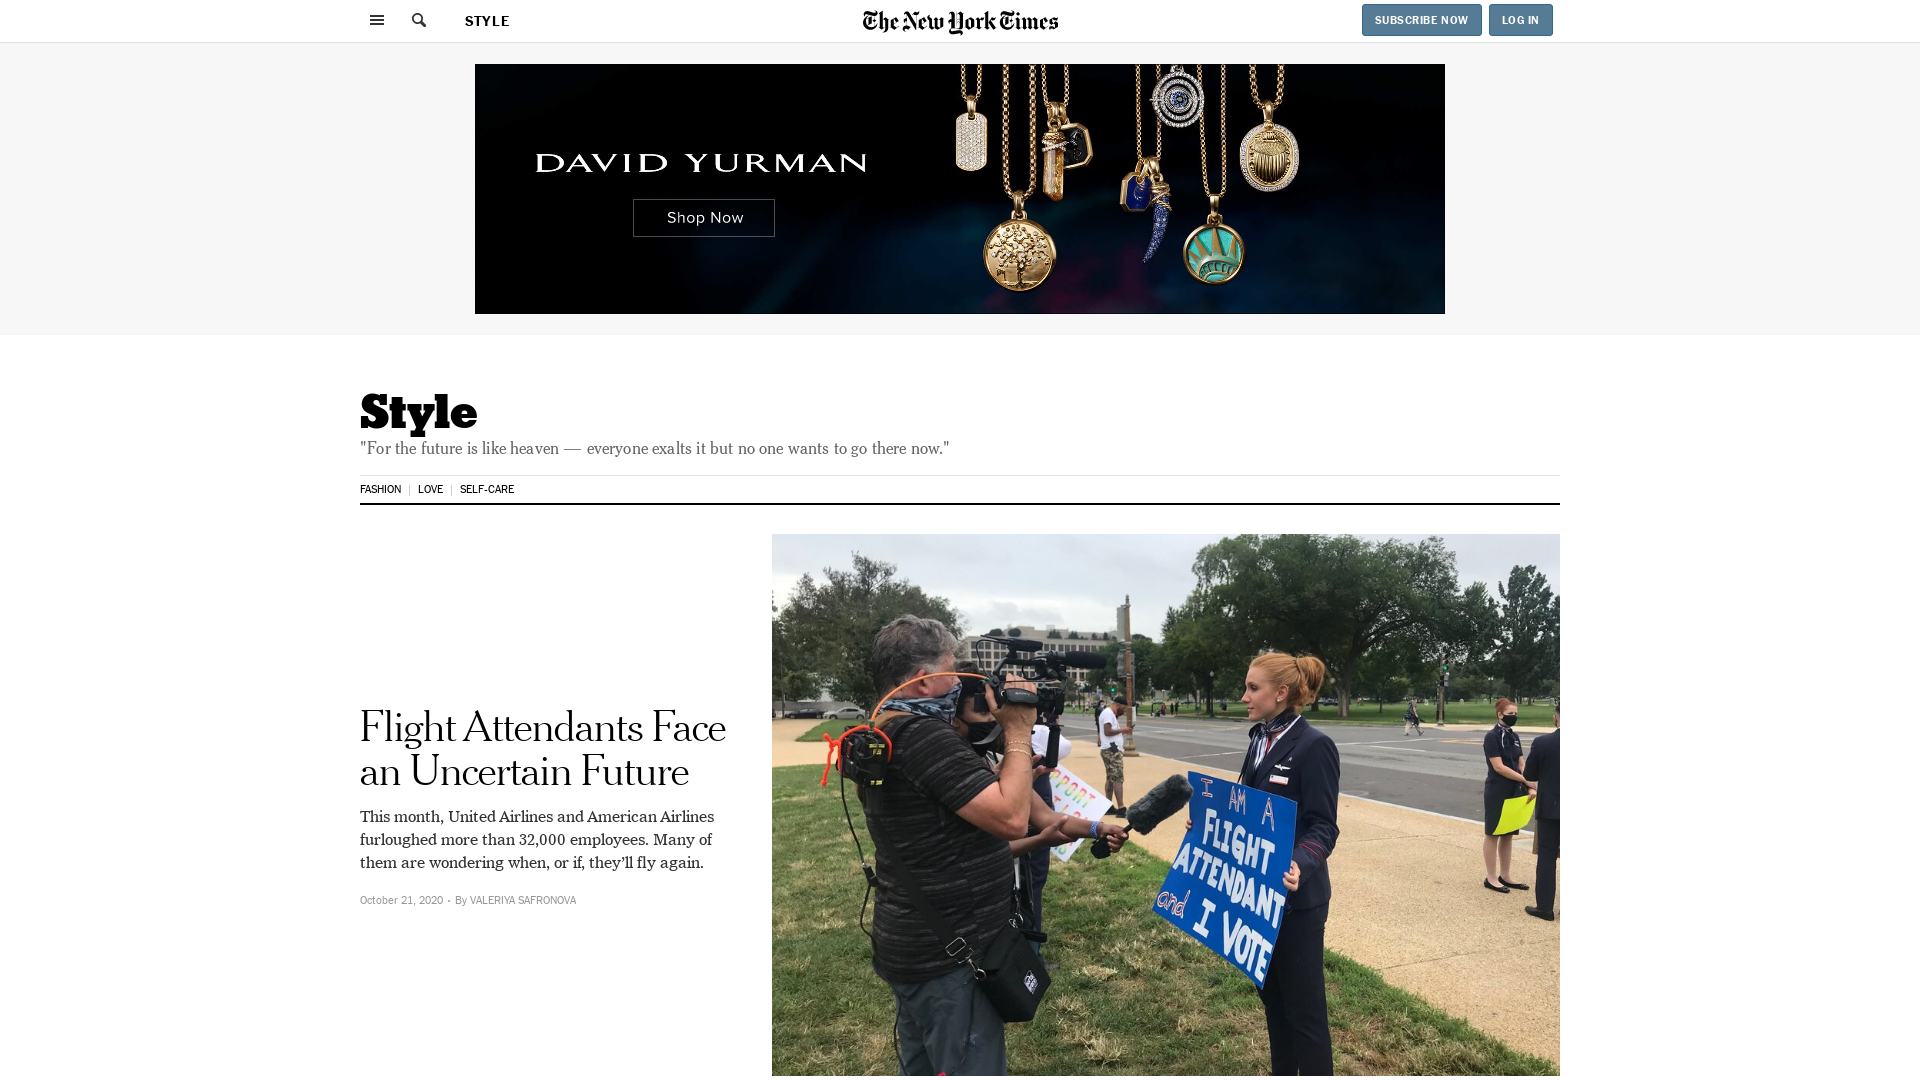 STYLE
The New York Times
SUBSCRIBE NOW
LOG IN
DAVID YURMAN
Shop Now
Style
"For the future is like heaven — everyone exalts it but no one wants to go there now."
FASHION
LOVE
SELF-CARE
Flight Attendants Face
an Uncertain Future
This month, United Airlines and American Airlines
furloughed more than 32,000 employees. Many of
them are wondering when, or if, they’ll fly again.
October 21, 2020 • By VALERIYA SAFRONOVA
I AM A
FLIGHT
ATTENDANT
and I VOTE